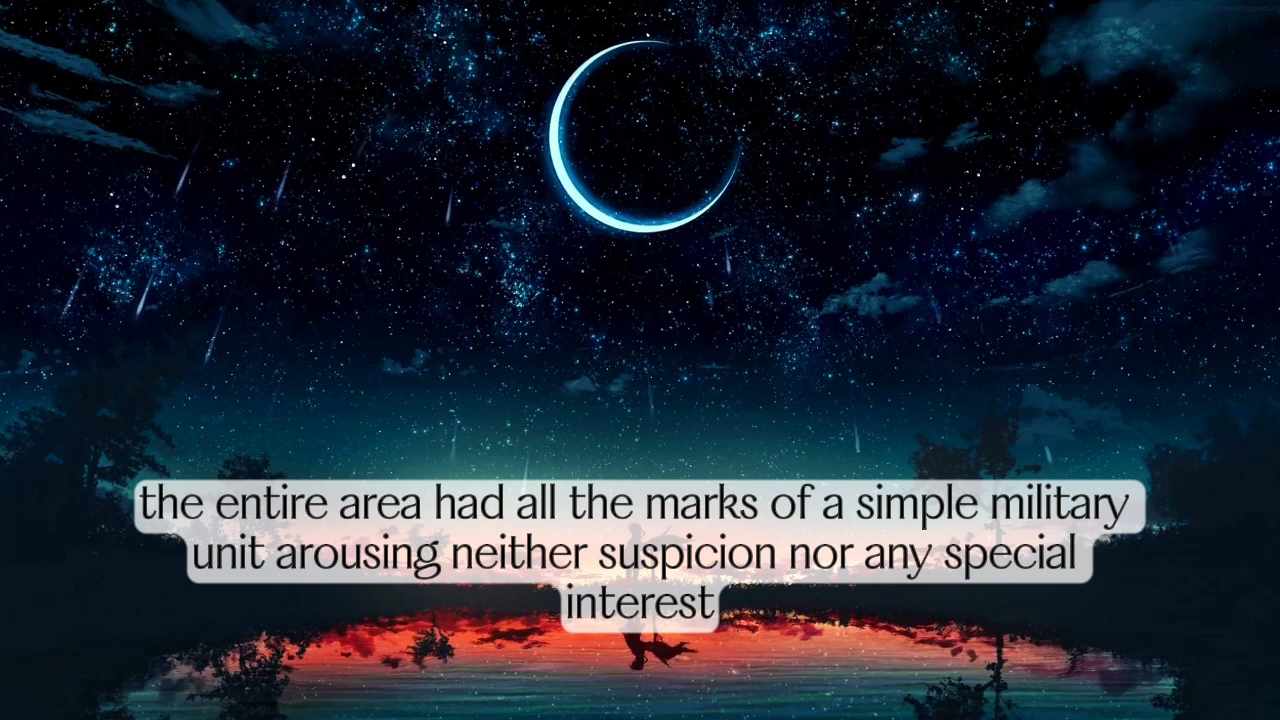 the entire area had all the marks of a simple military
unit arousing neither suspicion nor any special
interest